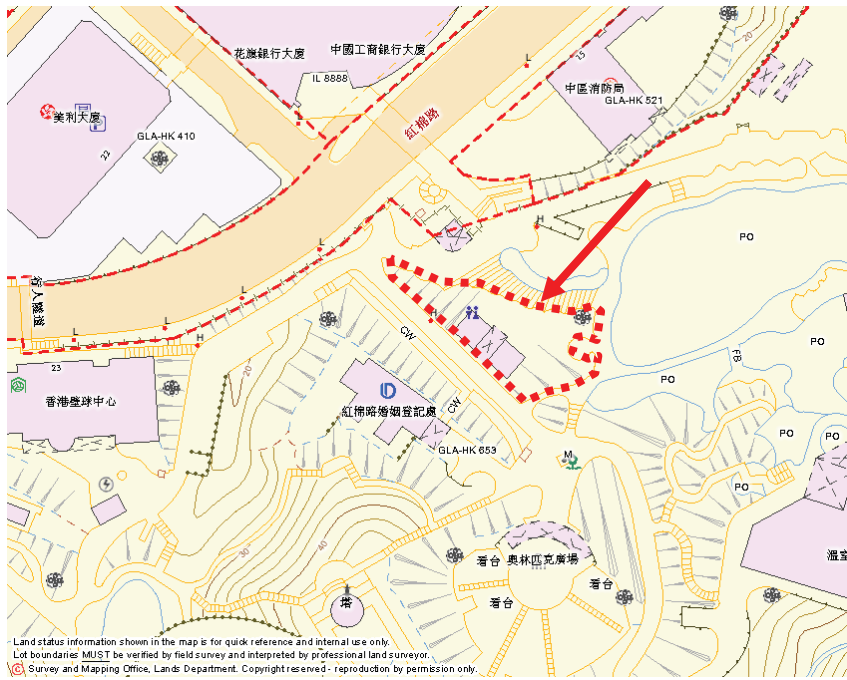 花旗銀行大廈
中國工商銀行大廈
IL 8888
L
20
15
中區消防局
GLA-HK 521
美利大廈
L
紅棉路
GLA-HK 410
22
H
PO
L
行人隧道
L
H
L
L
H
CW
FB
PO
23
20
PO
香港壁球中心
紅棉路婚姻登記處
CW
PO
PO
GLA-HK 653
M
PO
30
40
看台
奧林匹克廣場
溫室
看台
看台
塔
Land status information shown in the map is for quick reference and internal use only.
Lot boundaries MUST be verified by field survey and interpreted by professional land surveyor.
© Survey and Mapping Office, Lands Department. Copyright reserved - reproduction by permission only.